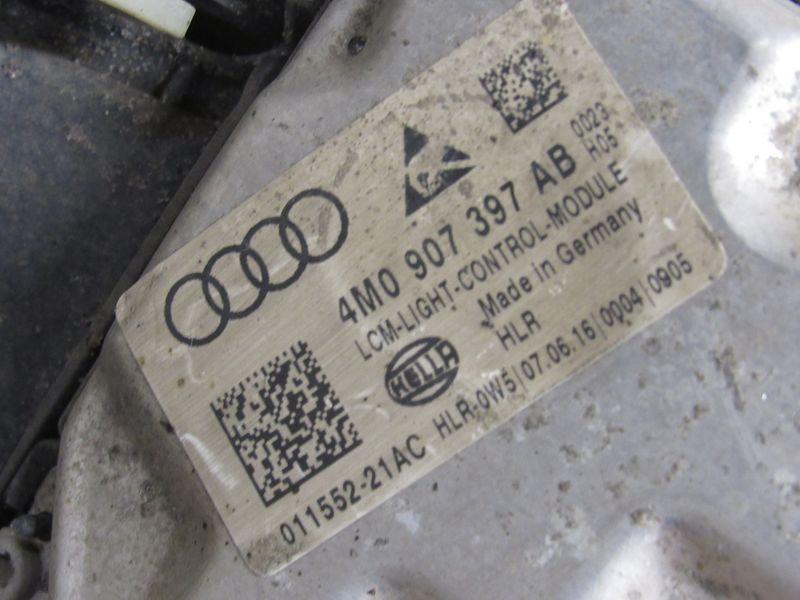 4M0 907 397 AB
0023
H05
LCM-LIGHT-CONTROL-MODULE
Made in Germany
HLR
HELLA
HLR-0W5|07.06.16|0004|0905
011552-21AC